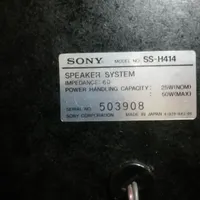 SONY MODEL NO. SS-H414
SPEAKER SYSTEM
IMPEDANCE: 6Ω
POWER HANDLING CAPACITY: 25W(NOM)
50W(MAX)
SERIAL NO. 503908
SONY CORPORATION MADE IN